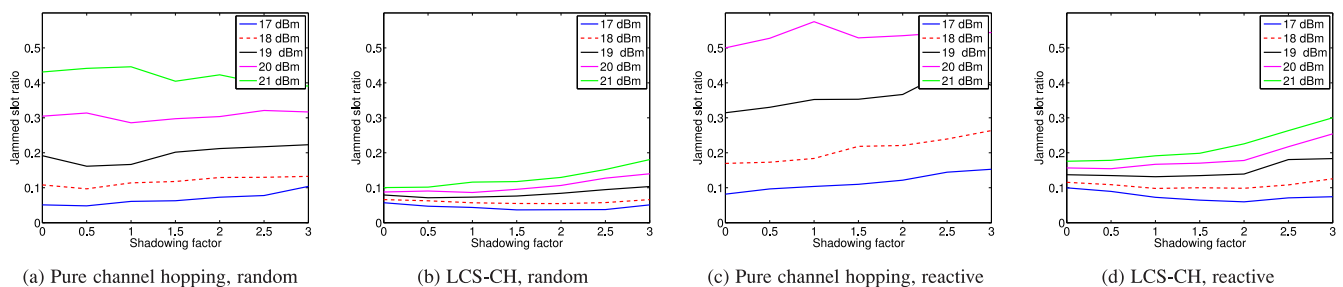 17 dBm
18 dBm
19 dBm
20 dBm
21 dBm
Jammed slot ratio
0.5
0.4
0.3
0.2
0.1
0
0 0.5 1 1.5 2 2.5 3
Shadowing factor
(a) Pure channel hopping, random
17 dBm
18 dBm
19 dBm
20 dBm
21 dBm
Jammed slot ratio
0.5
0.4
0.3
0.2
0.1
0
0 0.5 1 1.5 2 2.5 3
Shadowing factor
(b) LCS-CH, random
17 dBm
18 dBm
19 dBm
20 dBm
21 dBm
Jammed slot ratio
0.5
0.4
0.3
0.2
0.1
0
0 0.5 1 1.5 2 2.5 3
Shadowing factor
(c) Pure channel hopping, reactive
17 dBm
18 dBm
19 dBm
20 dBm
21 dBm
Jammed slot ratio
0.5
0.4
0.3
0.2
0.1
0
0 0.5 1 1.5 2 2.5 3
Shadowing factor
(d) LCS-CH, reactive